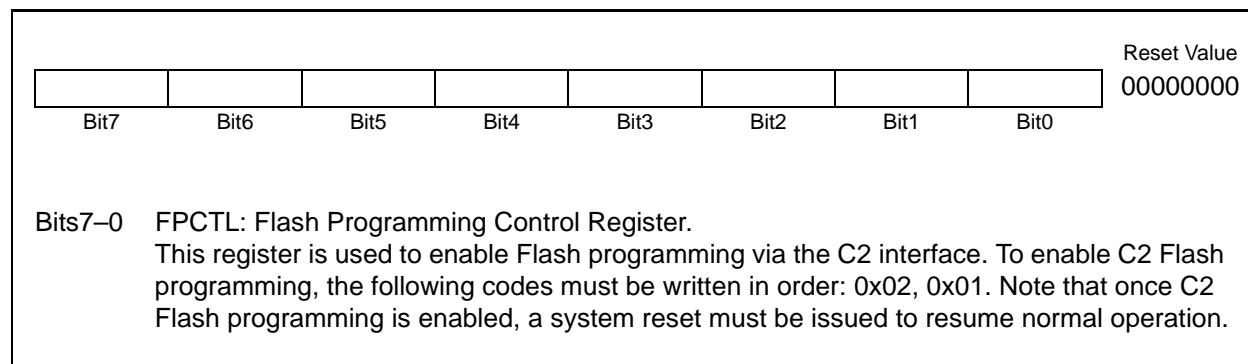 Reset Value
00000000
Bit7 Bit6 Bit5 Bit4 Bit3 Bit2 Bit1 Bit0
Bits7–0 FPCTL: Flash Programming Control Register.
This register is used to enable Flash programming via the C2 interface. To enable C2 Flash
programming, the following codes must be written in order: 0x02, 0x01. Note that once C2
Flash programming is enabled, a system reset must be issued to resume normal operation.